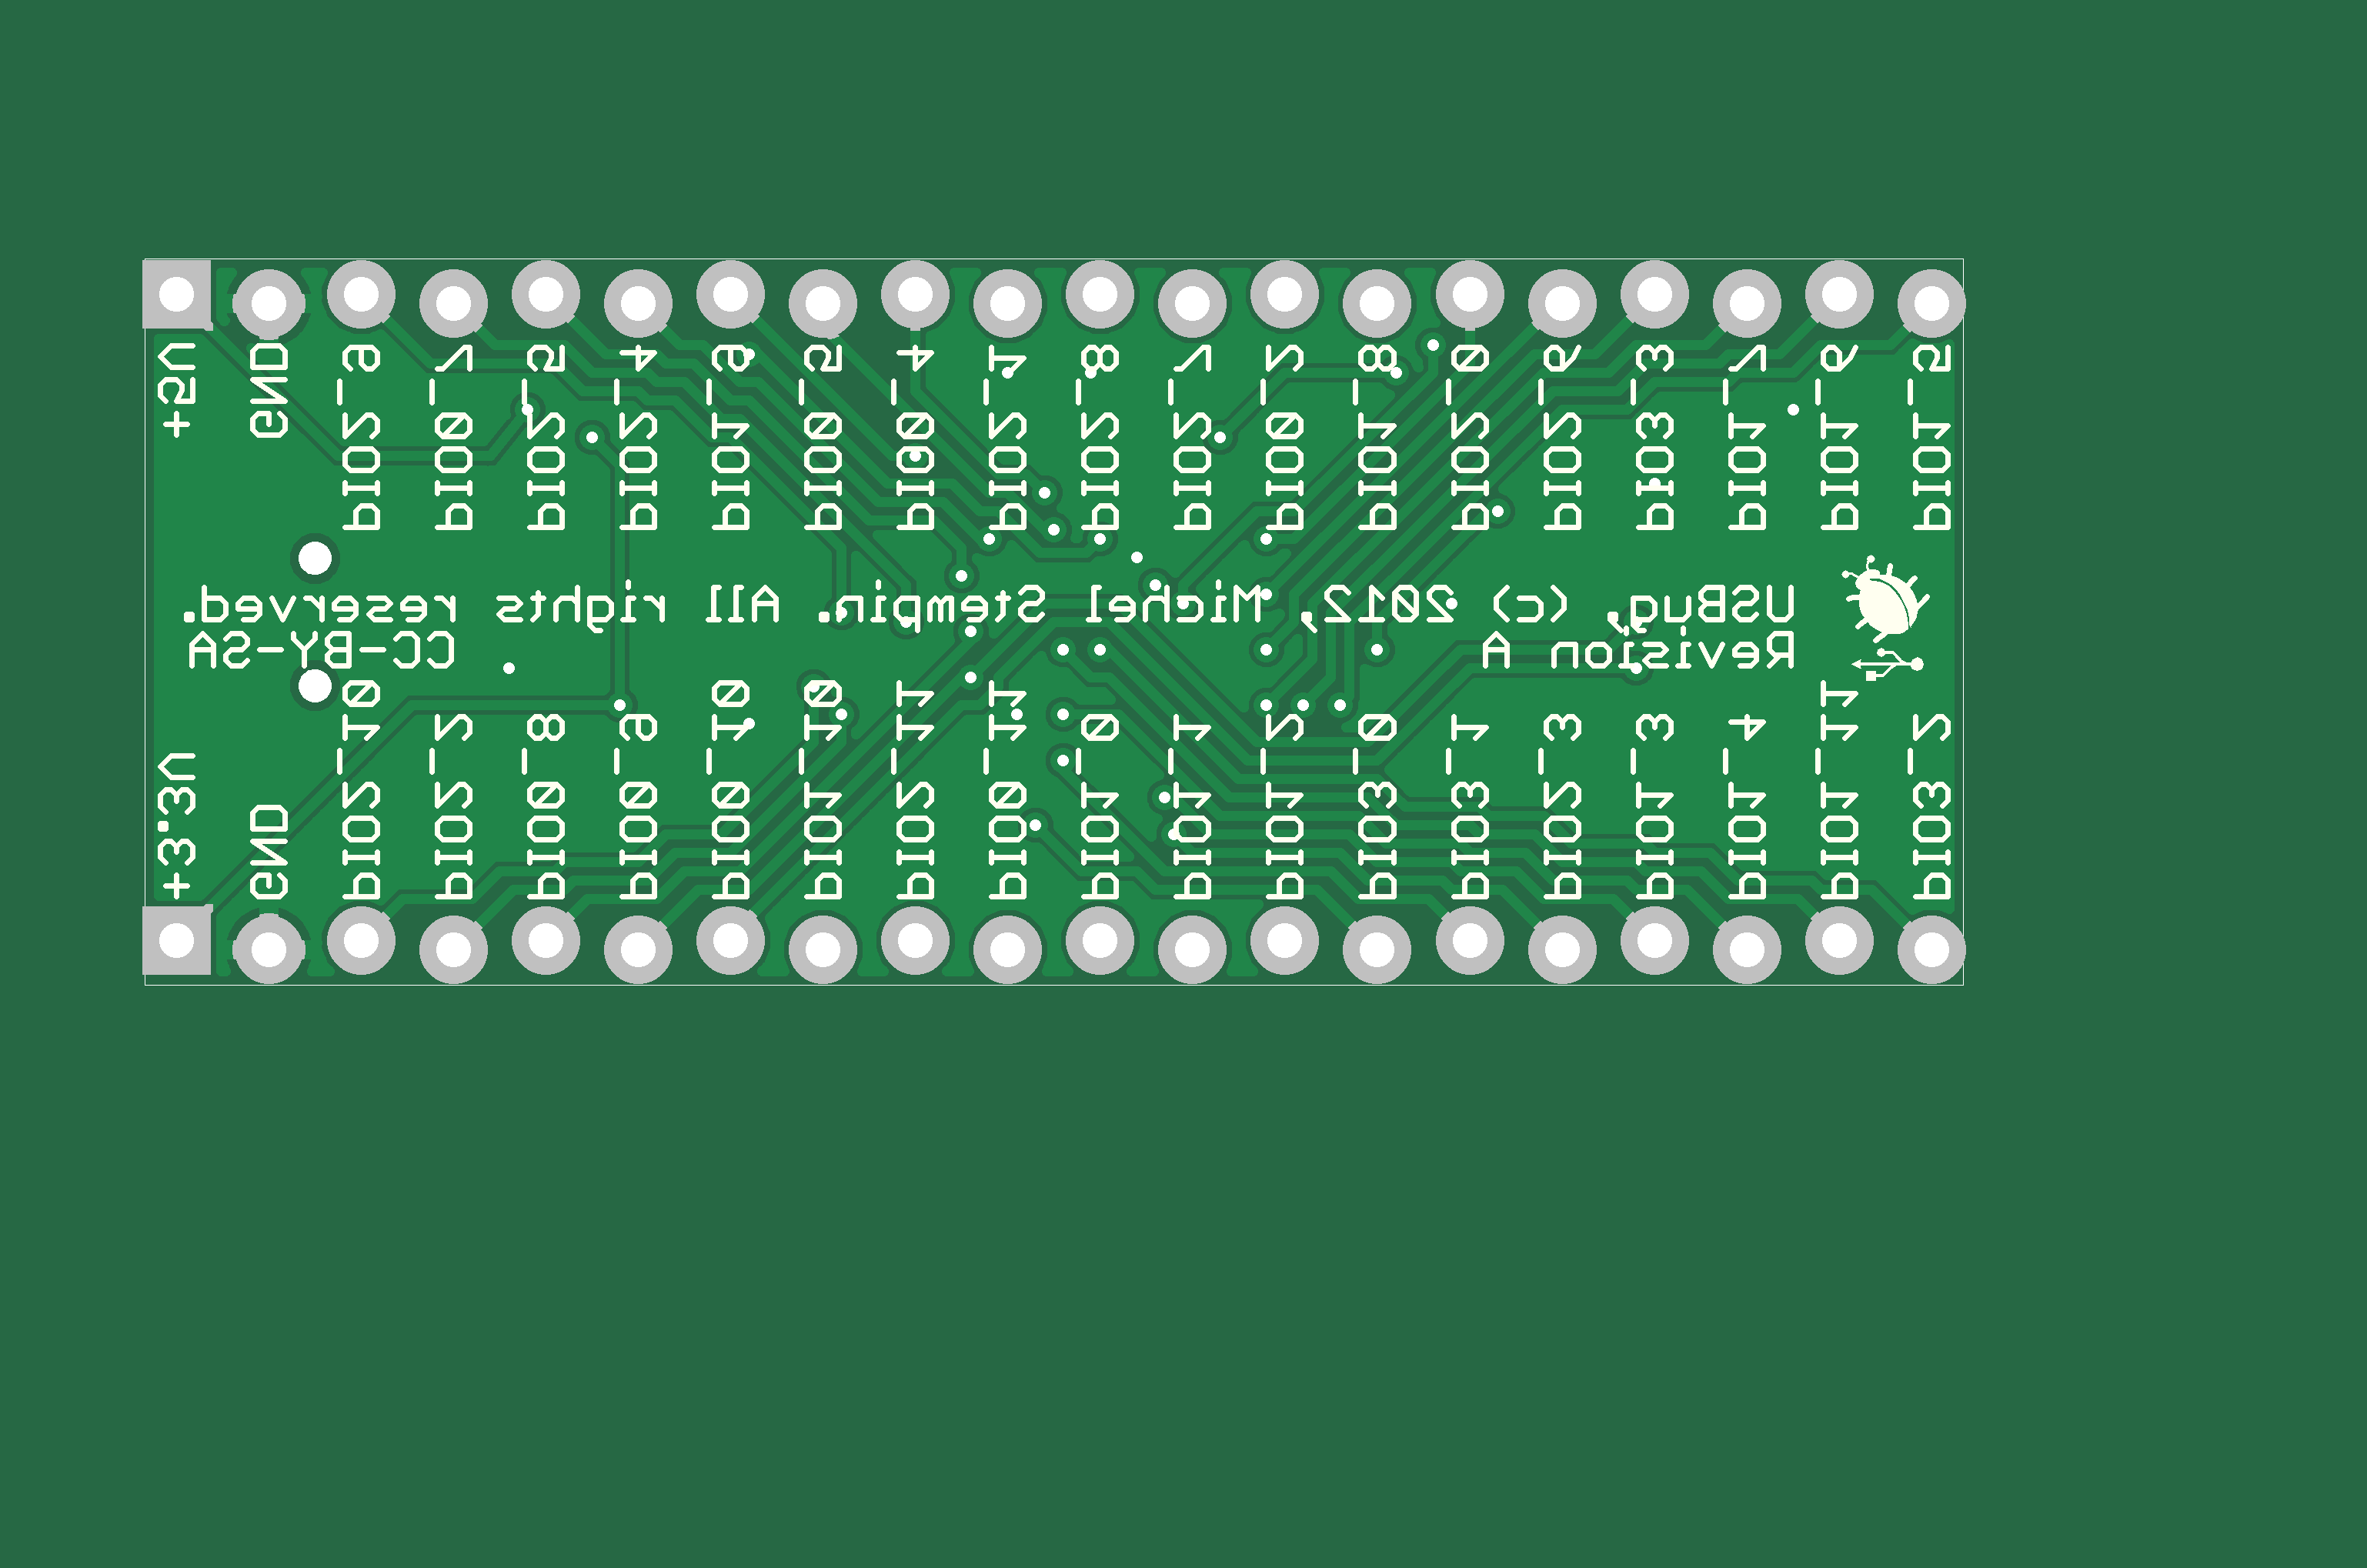 +5V
GND
PIO2_9
PIO0_7
PIO2_5
PIO2_4
PIO1_9
PIO0_5
PIO0_4
PIO2_1
PIO2_8
PIO2_7
PIO0_2
PIO1_8
PIO2_0
PIO2_6
PIO3_3
PIO1_7
PIO1_6
PIO1_5
USBug, (c) 2012, Michel Stempin. All rights reserved.
Revision A
CC-BY-SA
+3.3V
GND
PIO2_10
PIO2_2
PIO0_8
PIO0_9
PIO0_10
PIO1_10
PIO2_11
PIO0_11
PIO1_0
PIO1_1
PIO1_2
PIO3_0
PIO3_1
PIO2_3
PIO1_3
PIO1_4
PIO1_11
PIO3_2